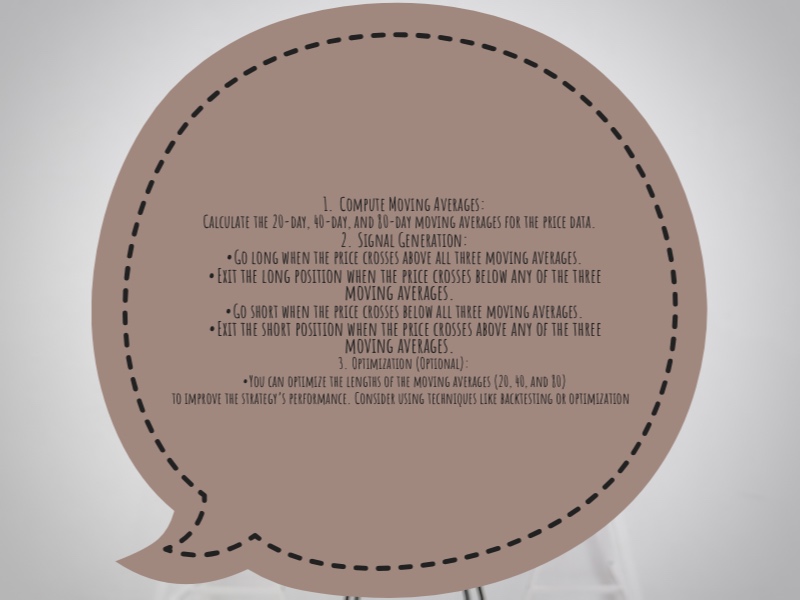 1. Compute Moving Averages:
Calculate the 20-day, 40-day, and 80-day moving averages for the price data.
2. Signal Generation:
•Go long when the price crosses above all three moving averages.
•Exit the long position when the price crosses below any of the three
moving averages.
•Go short when the price crosses below all three moving averages.
•Exit the short position when the price crosses above any of the three
moving averages.
3. Optimization (Optional):
•You can optimize the lengths of the moving averages (20, 40, and 80)
to improve the strategy's performance. Consider using techniques like backtesting or optimization